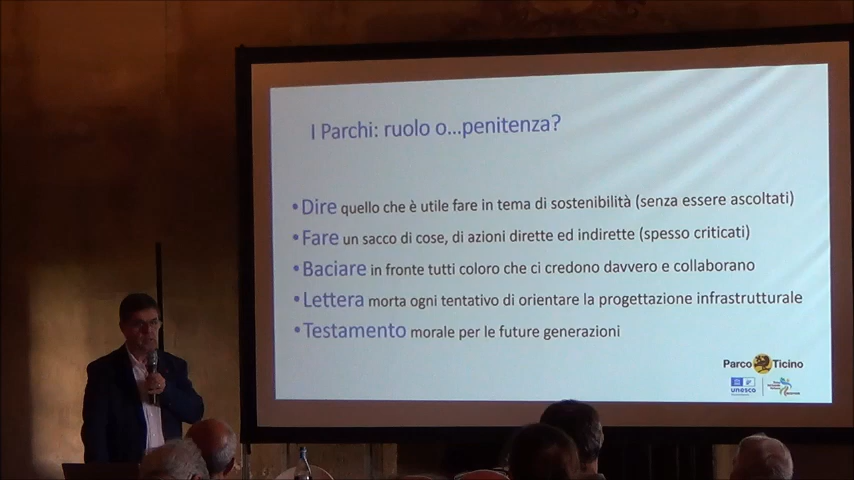 I Parchi: ruolo o...penitenza?
• Dire quello che è utile fare in tema di sostenibilità (senza essere ascoltati)
• Fare un sacco di cose, di azioni dirette ed indirette (spesso criticati)
• Baciare in fronte tutti coloro che ci credono davvero e collaborano
• Lettera morta ogni tentativo di orientare la progettazione infrastrutturale
• Testamento morale per le future generazioni
Parco Ticino
unesco